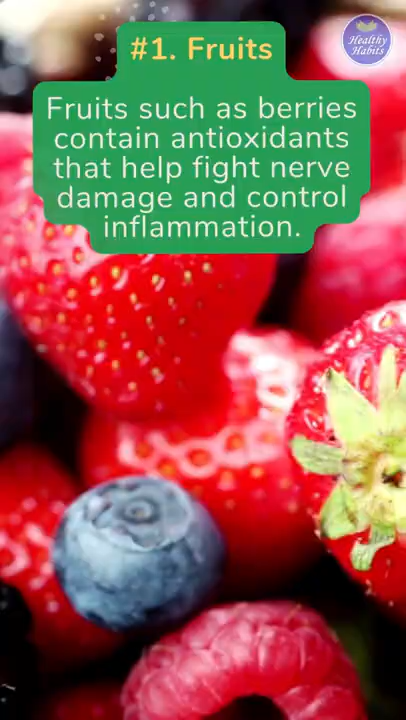 #1. Fruits
Healthy
Habits
Fruits such as berries
contain antioxidants
that help fight nerve
damage and control
inflammation.